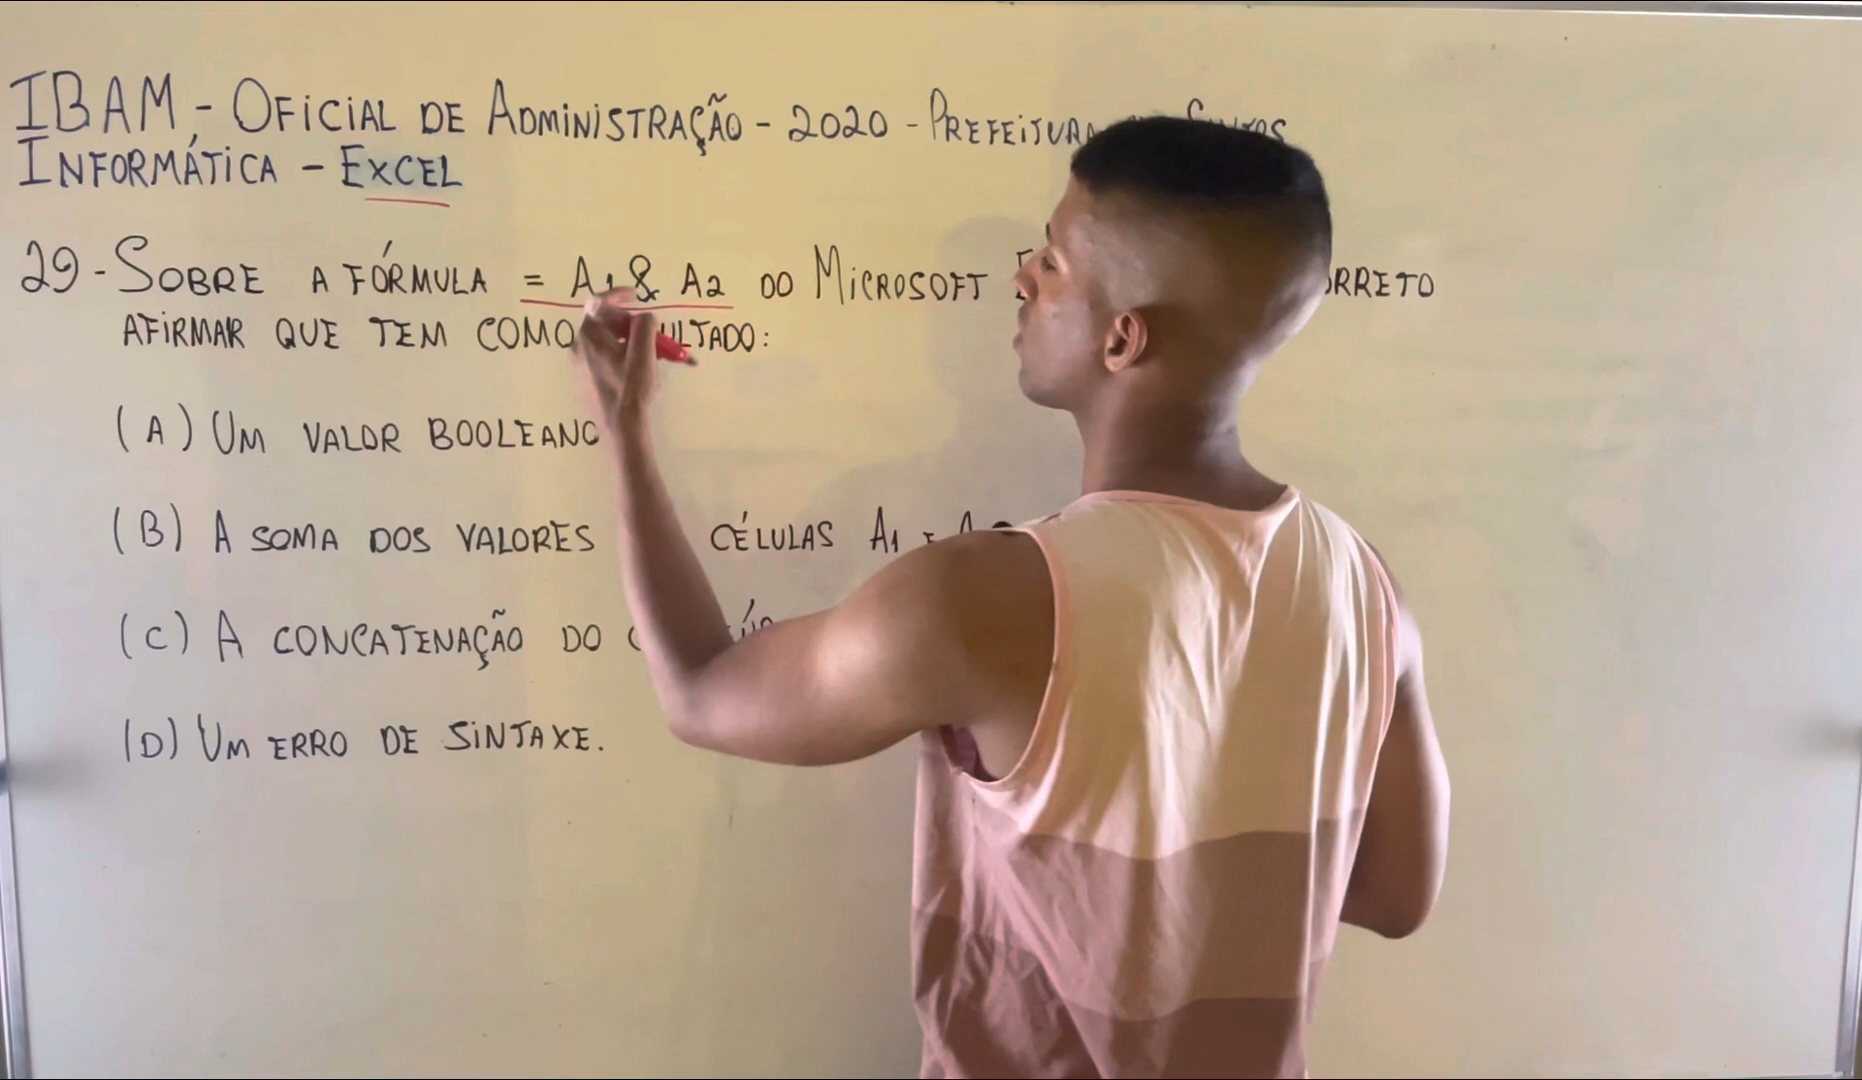 IBAM - OFICIAL DE ADMINISTRAÇÃO - 2020 - PREFEITURA
INFORMÁTICA - EXCEL
29 - SOBRE A FÓRMULA = A1 & A2 DO MICROSOFT
AFIRMAR QUE TEM COMO
(A) UM VALOR BOOLEANO
(B) A SOMA DOS VALORES CÉLULAS A1 E
(C) A CONCATENAÇÃO DO
(D) UM ERRO DE SINTAXE.